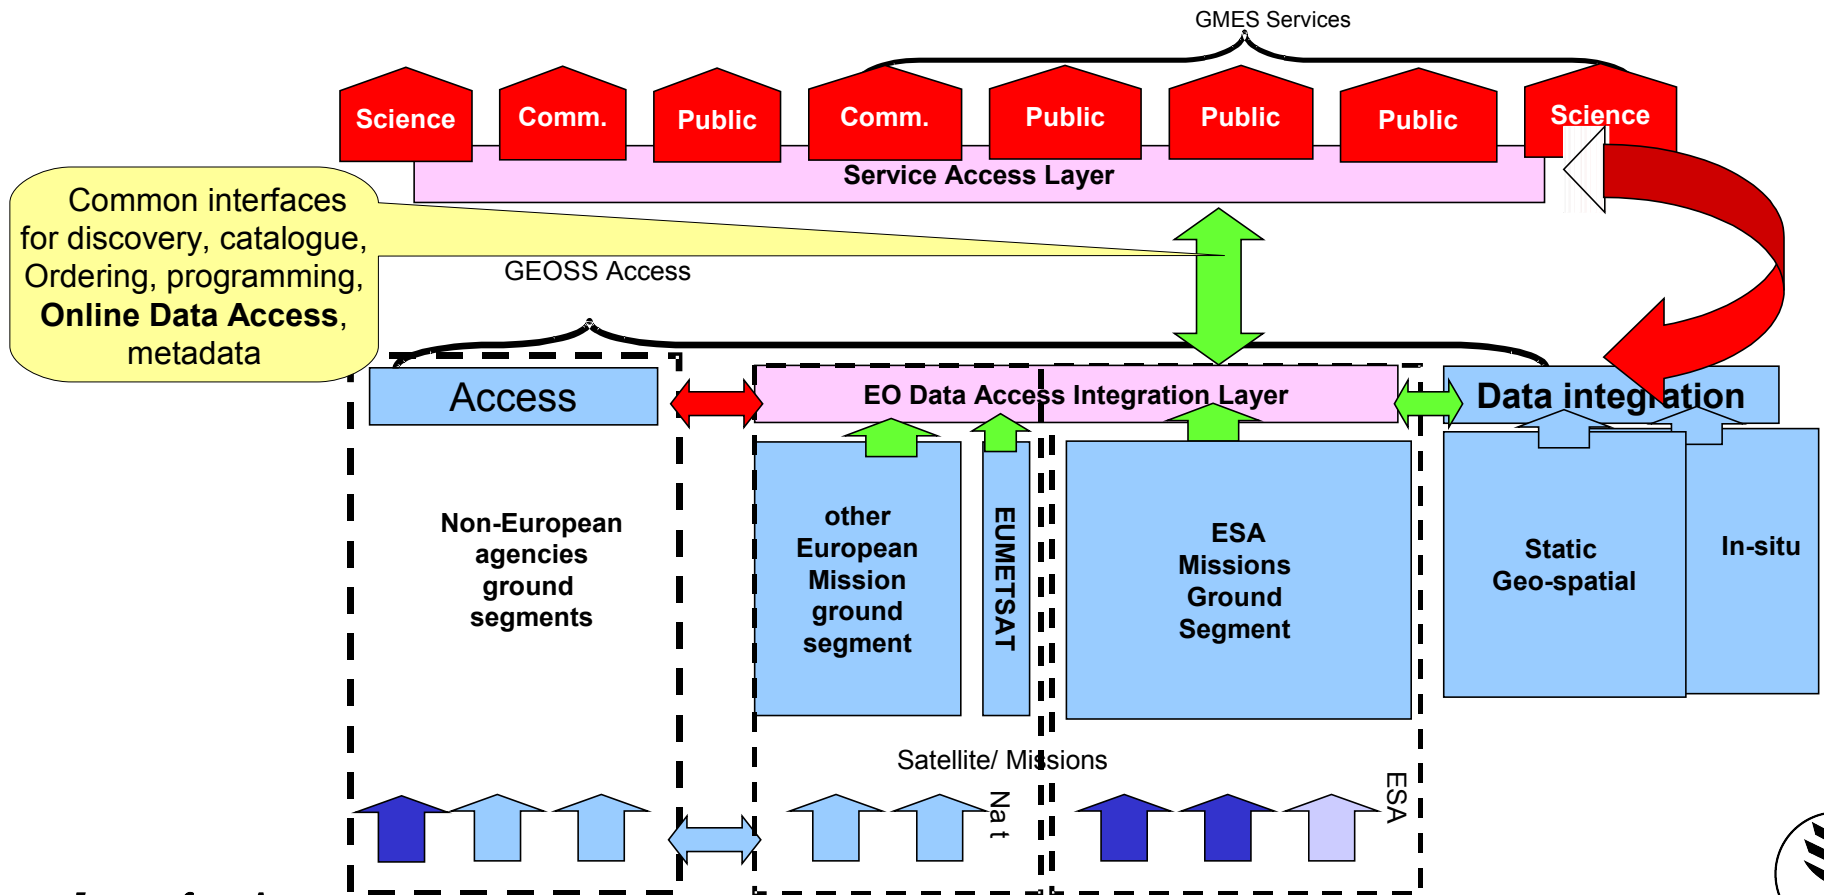 GMES Services
Science
Comm.
Public
Comm.
Public
Public
Public
Science
Service Access Layer
Common interfaces
for discovery, catalogue,
Ordering, programming,
Online Data Access,
metadata
GEOSS Access
Access
EO Data Access Integration Layer
Data integration
Non-European
agencies
ground
segments
other
European
Mission
ground
segment
EUMETSAT
ESA
Missions
Ground
Segment
Static
Geo-spatial
In-situ
Satellite/ Missions
Nat
ESA